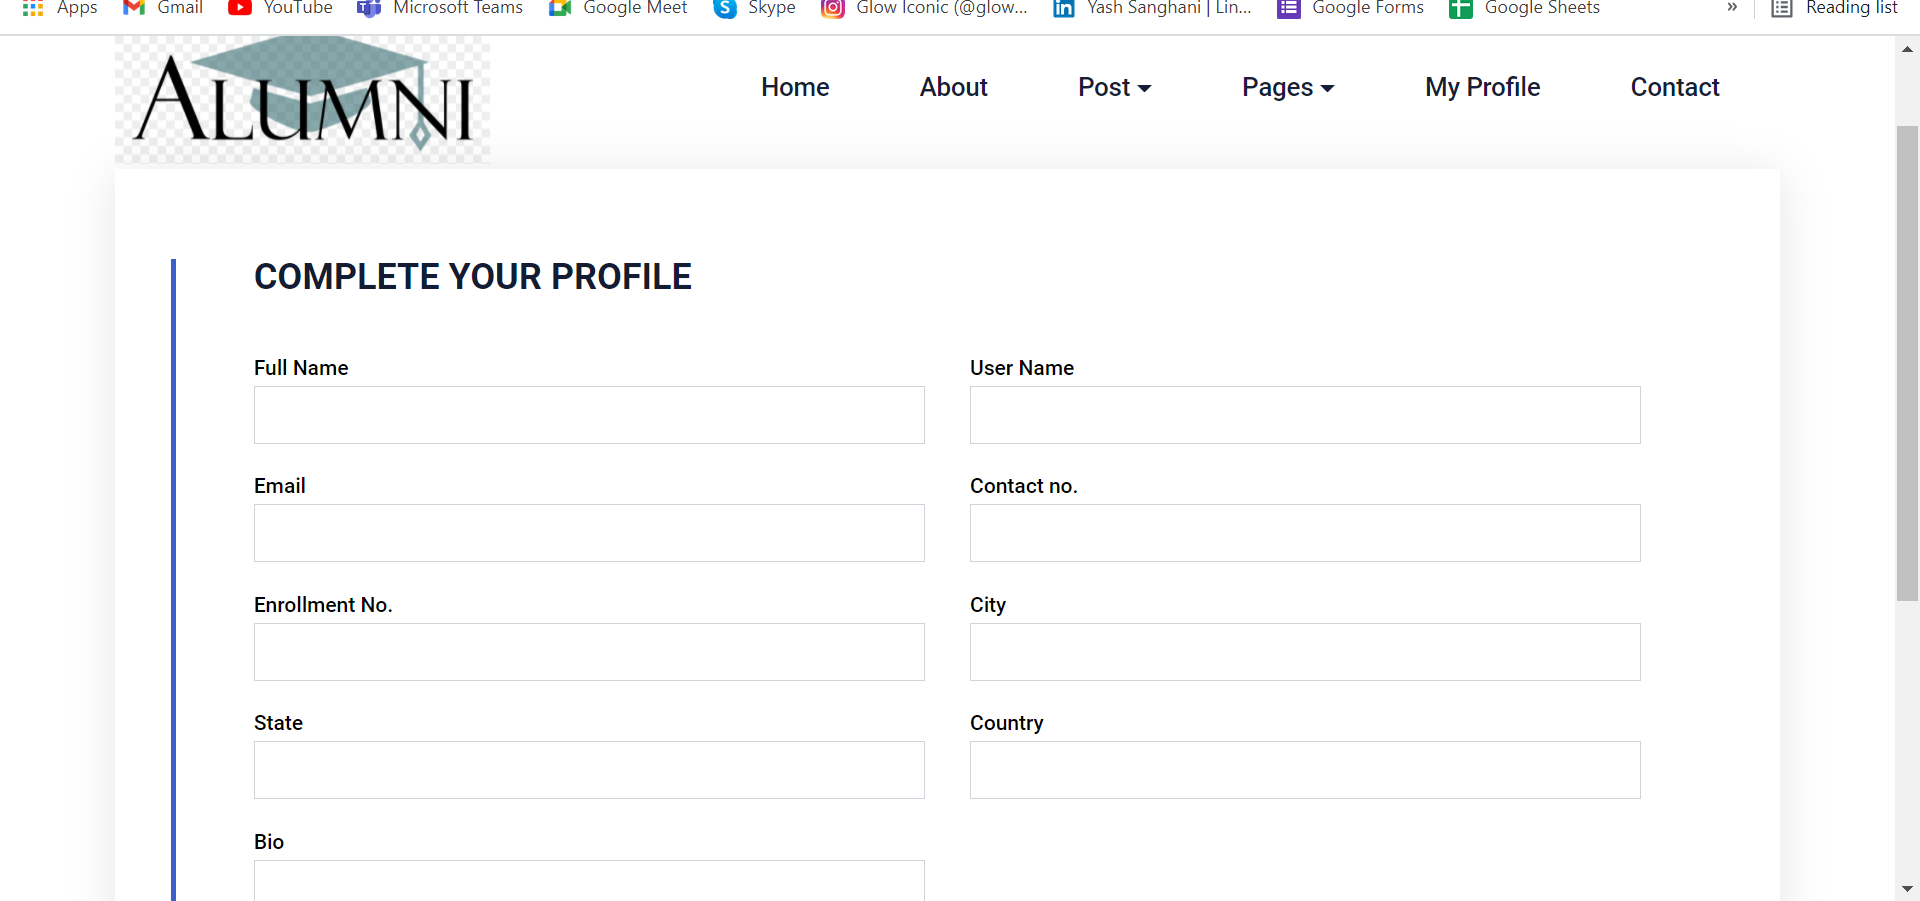 Apps Gmail YouTube Microsoft Teams Google Meet Skype Glow Iconic (@glow... Yash Sanghani | Lin... Google Forms Google Sheets » Reading list
ALUMNI
Home About Post Pages My Profile Contact
COMPLETE YOUR PROFILE
Full Name User Name
Email Contact no.
Enrollment No. City
State Country
Bio